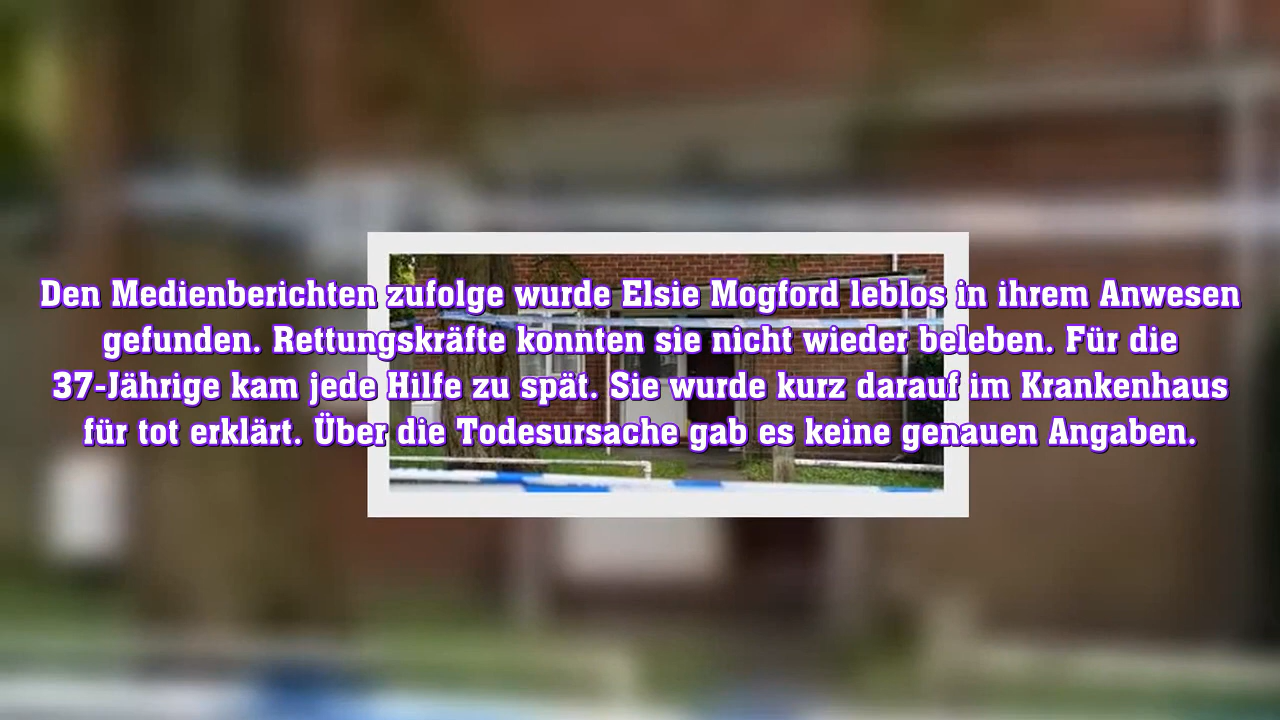 Den Medienberichten zufolge wurde Elsie Mogford leblos in ihrem Anwesen
gefunden. Rettungskräfte konnten sie nicht wieder beleben. Für die
37-Jährige kam jede Hilfe zu spät. Sie wurde kurz darauf im Krankenhaus
für tot erklärt. Über die Todesursache gab es keine genauen Angaben.